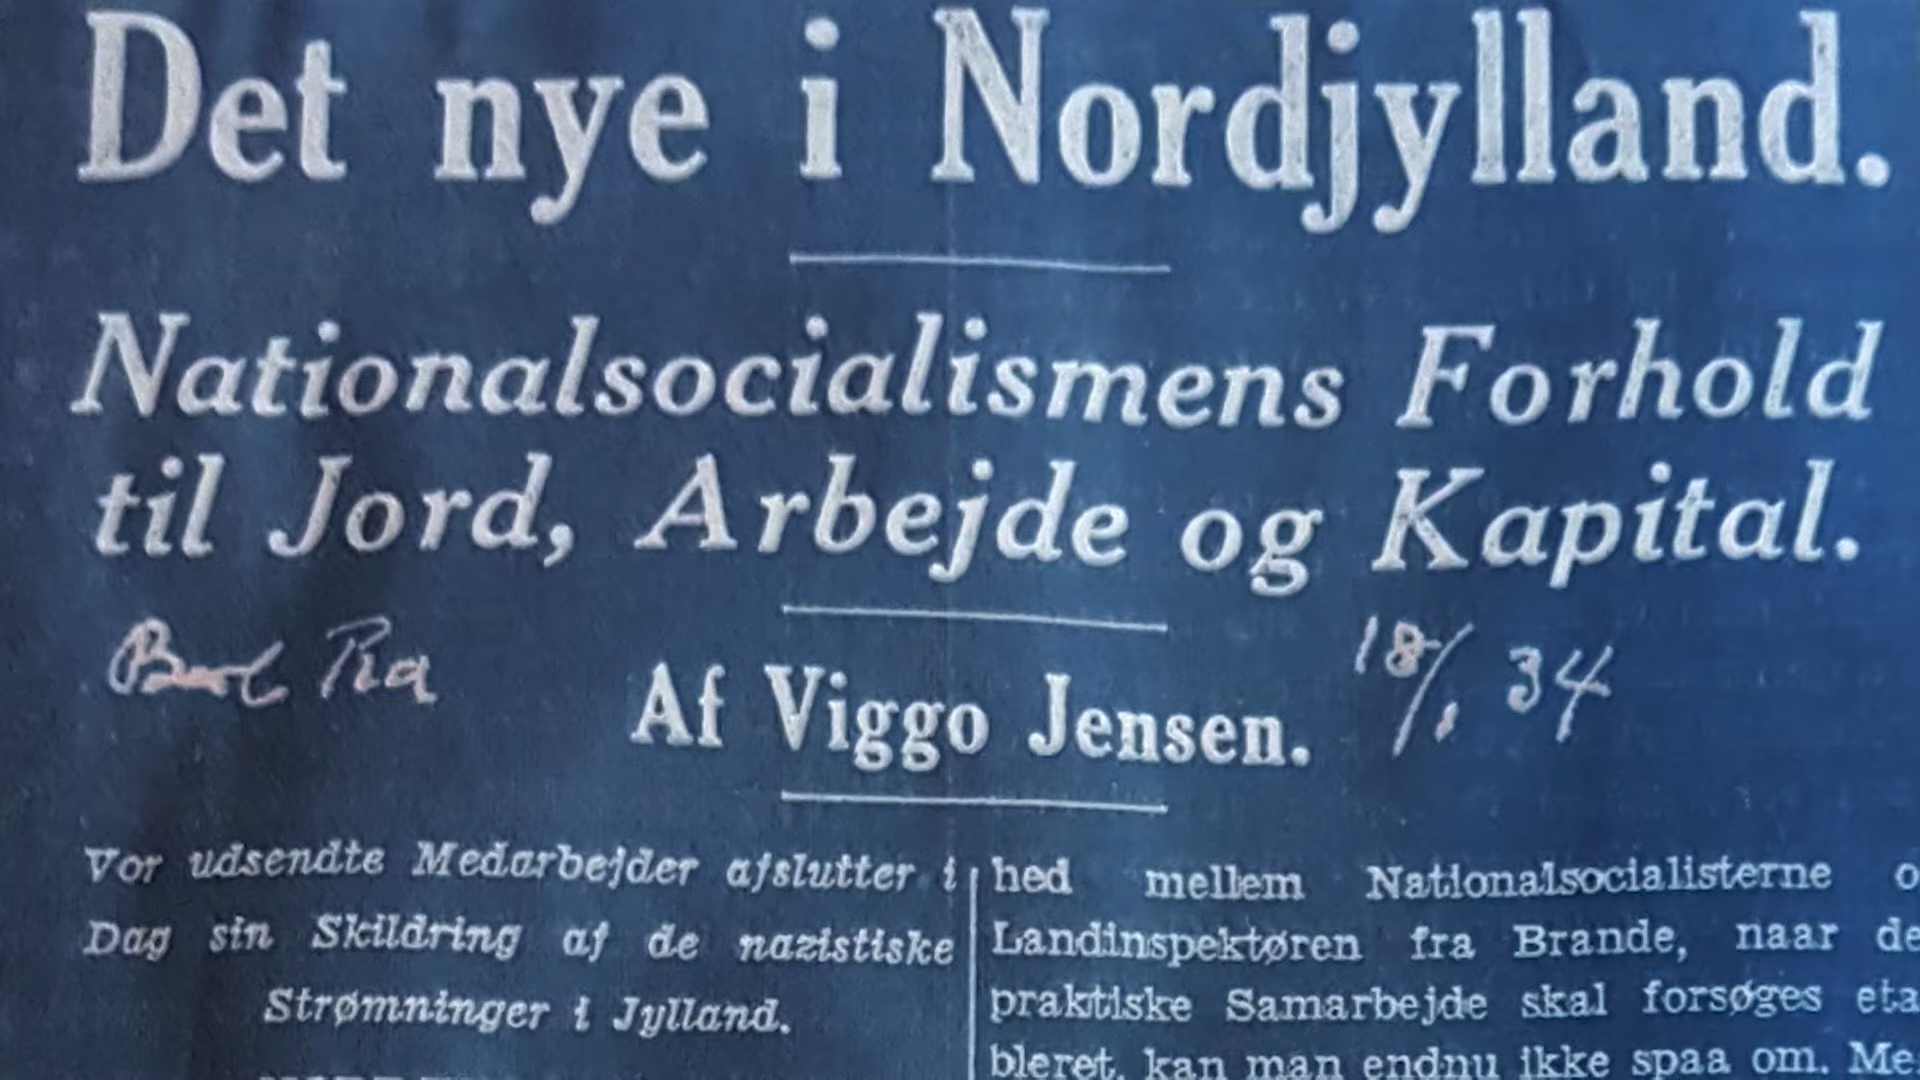 Det nye i Nordjylland.
Nationalsocialismens Forhold
til Jord, Arbejde og Kapital.
18/1 34
Af Viggo Jensen.
Vor udsendte Medarbejder afslutter i
Dag sin Skildring af de nazistiske
Strømninger i Jylland.
hed mellem Nationalsocialisterne o
Landinspektøren fra Brande, naar de
praktiske Samarbejde skal forsøges eta
bleret, kan man endnu ikke spaa om. Me